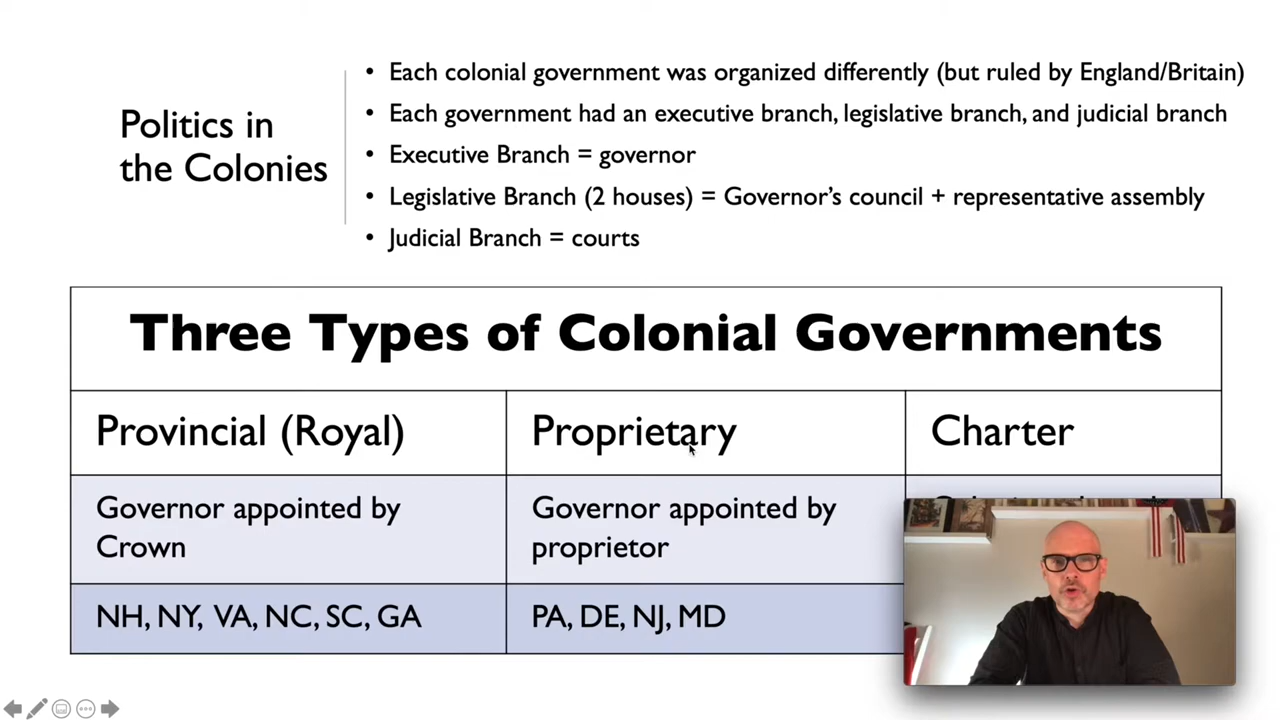 Politics in
the Colonies
• Each colonial government was organized differently (but ruled by England/Britain)
• Each government had an executive branch, legislative branch, and judicial branch
• Executive Branch = governor
• Legislative Branch (2 houses) = Governor's council + representative assembly
• Judicial Branch = courts
Three Types of Colonial Governments
Provincial (Royal)
Proprietary
Charter
Governor appointed by
Crown
Governor appointed by
proprietor
NH, NY, VA, NC, SC, GA
PA, DE, NJ, MD